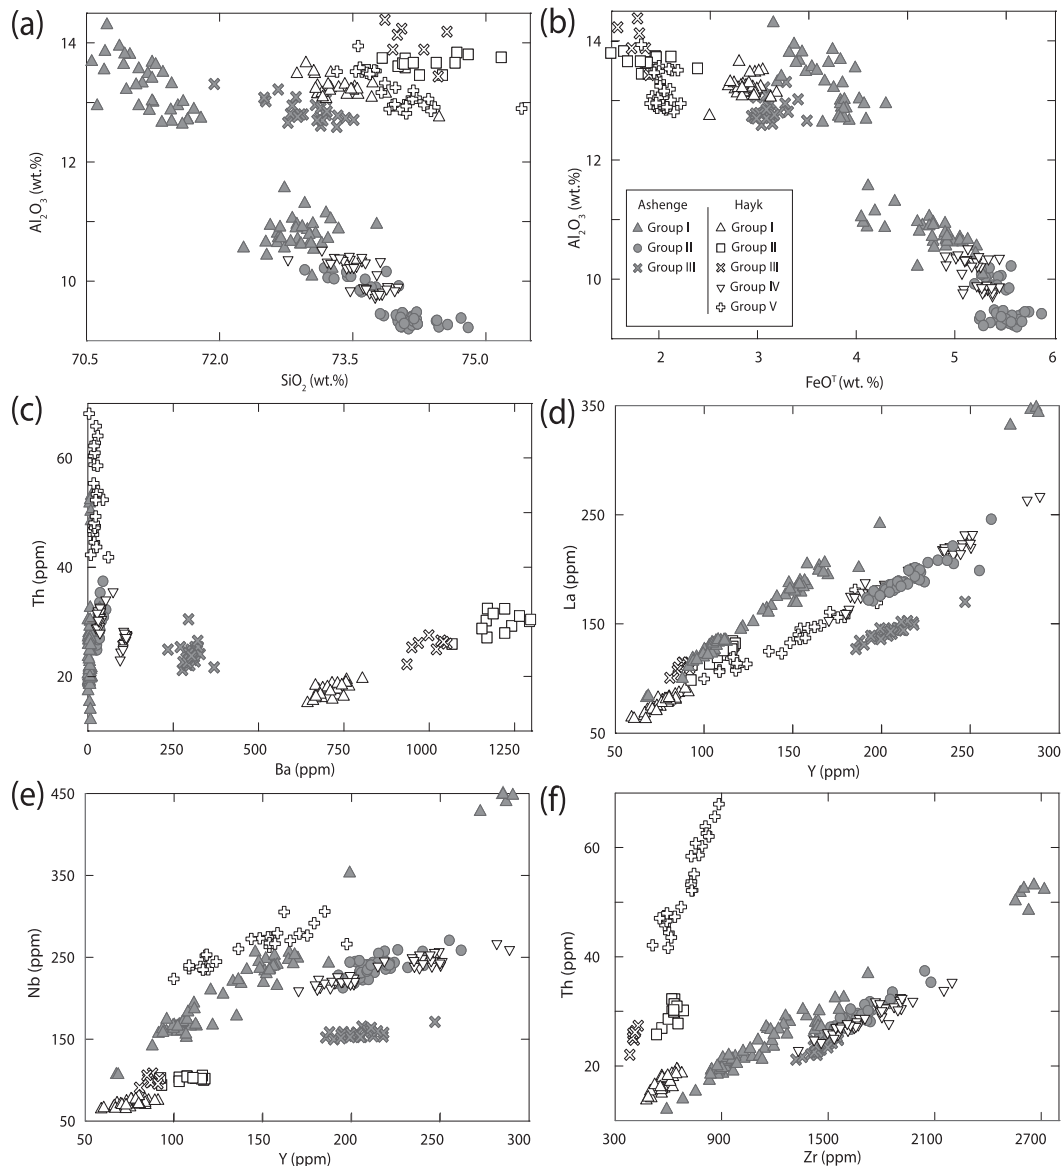 (a)
14
12
10
Al2O3 (wt.%)
70.5 72.0 73.5 75.0
SiO2 (wt.%)
(b)
14
12
10
Al2O3 (wt.%)
2 3 4 5 6
FeOT (wt. %)
Ashenge Hayk
Group I Group I
Group II Group II
Group III Group III
Group IV
Group V
(c)
60
40
20
Th (ppm)
0 250 500 750 1000 1250
Ba (ppm)
(d)
350
250
150
50
La (ppm)
50 100 150 200 250 300
Y (ppm)
(e)
450
350
250
150
50
Nb (ppm)
50 100 150 200 250 300
Y (ppm)
(f)
60
40
20
Th (ppm)
300 900 1500 2100 2700
Zr (ppm)